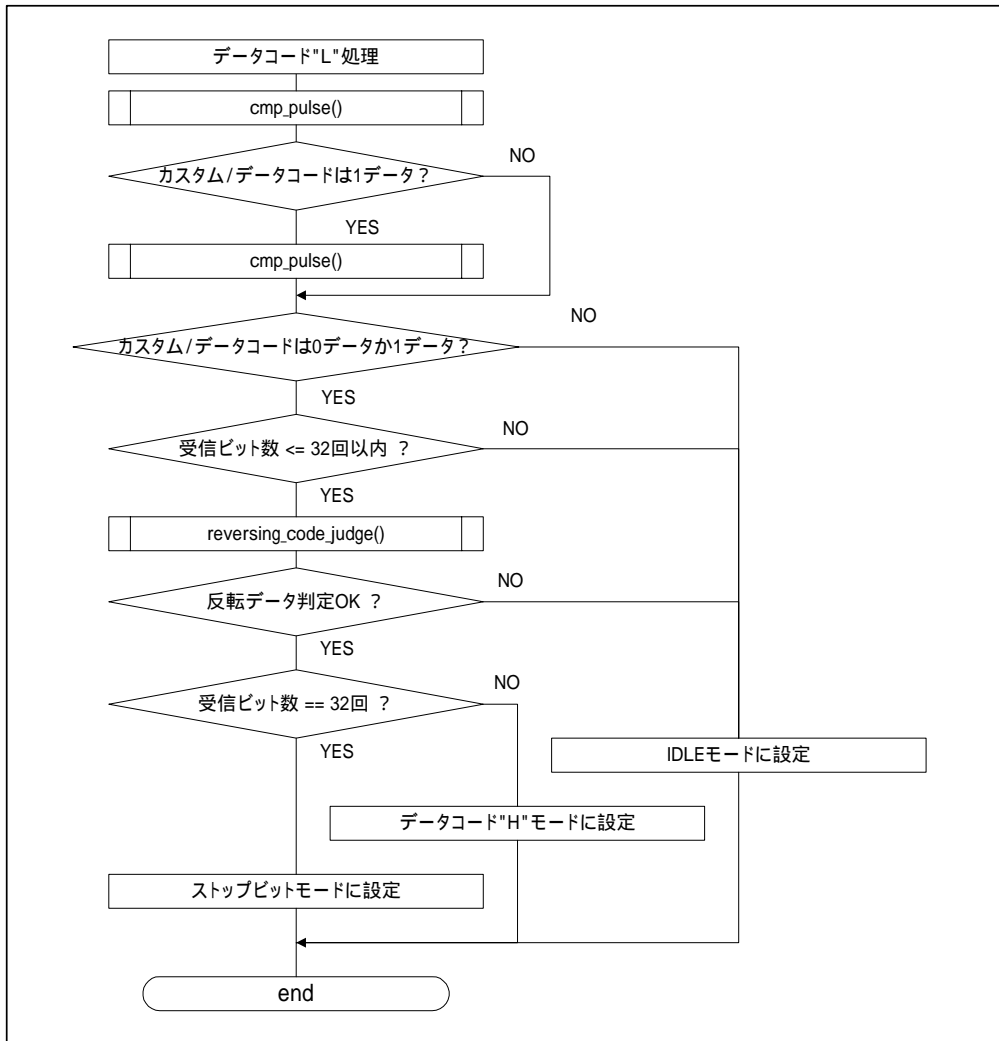 データコード"L"処理
cmp_pulse()
NO
カスタム/データコードは1データ？
YES
cmp_pulse()
NO
カスタム/データコードは0データか1データ？
YES
NO
受信ビット数 <= 32回以内 ？
YES
reversing_code_judge()
NO
反転データ判定OK ？
YES
NO
受信ビット数 == 32回 ？
YES
IDLEモードに設定
データコード"H"モードに設定
ストップビットモードに設定
end